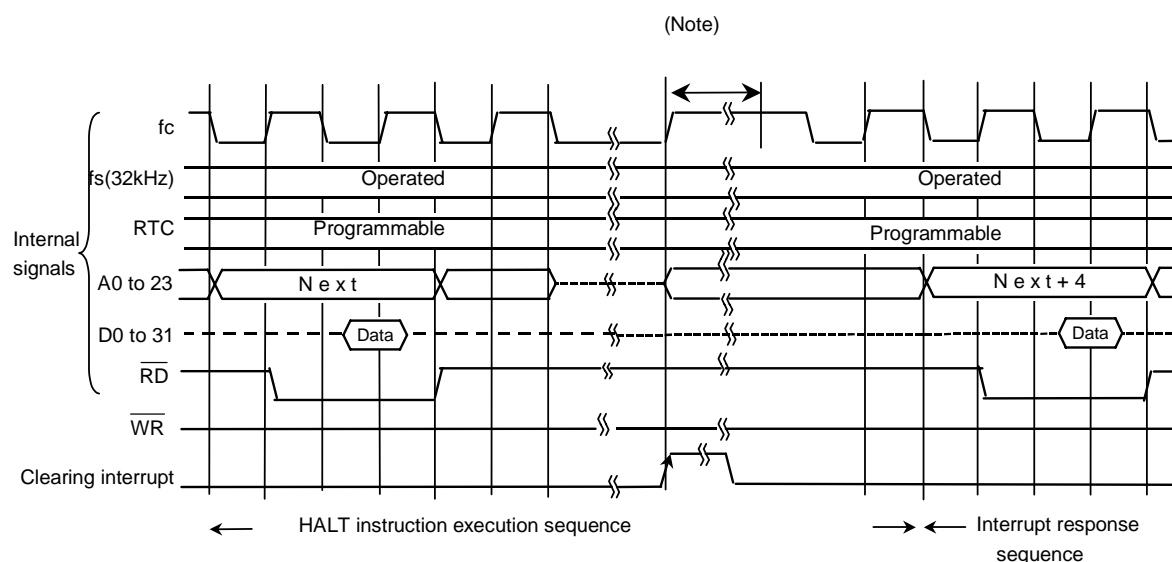 (Note)
fc
fs(32kHz)
Operated
Operated
RTC
Programmable
Programmable
Internal
signals
A0 to 23
N e x t
N e x t + 4
D0 to 31
Data
Data
RD
WR
Clearing interrupt
HALT instruction execution sequence
Interrupt response
sequence